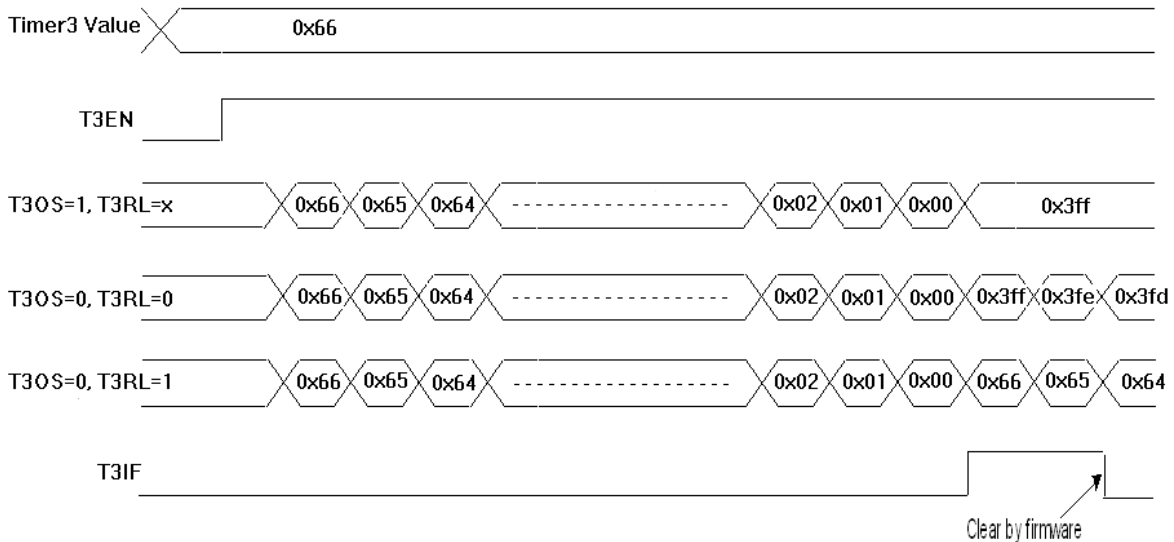 Timer3 Value 0x66
T3EN
T3OS=1, T3RL=x 0x66 0x65 0x64 0x02 0x01 0x00 0x3ff
T3OS=0, T3RL=0 0x66 0x65 0x64 0x02 0x01 0x00 0x3ff 0x3fe 0x3fd
T3OS=0, T3RL=1 0x66 0x65 0x64 0x02 0x01 0x00 0x66 0x65 0x64
T3IF
Clear by firmware